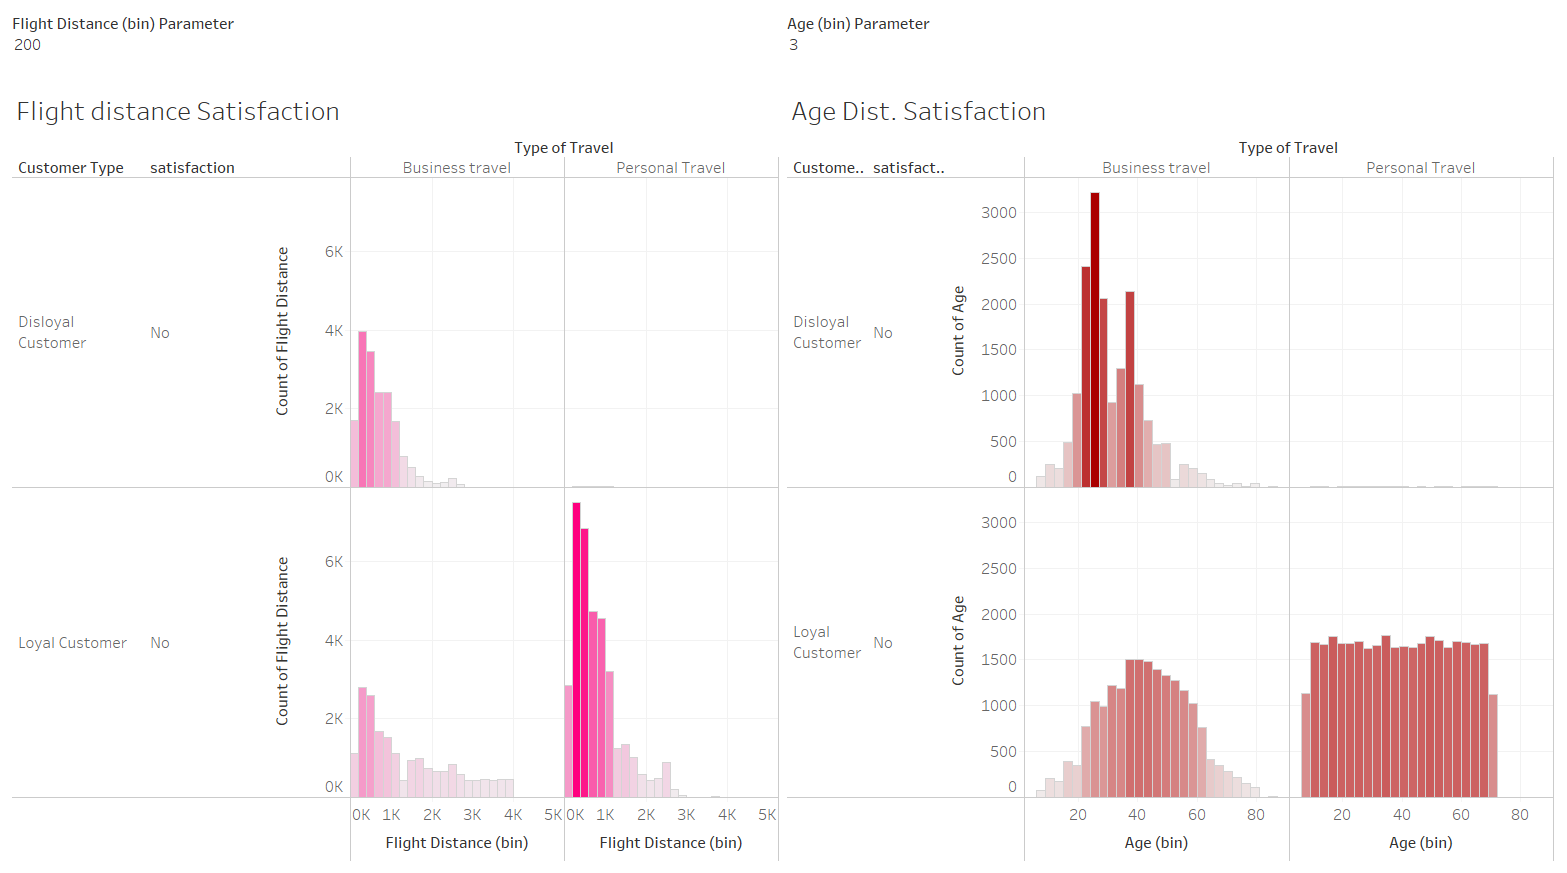 Flight Distance (bin) Parameter
200
Age (bin) Parameter
3
Flight distance Satisfaction
Type of Travel
Customer Type satisfaction Business travel Personal Travel
Disloyal
Customer
No
Count of Flight Distance
6K
4K
2K
0K
Loyal Customer No
Count of Flight Distance
6K
4K
2K
0K
0K 1K 2K 3K 4K 5K 0K 1K 2K 3K 4K 5K
Flight Distance (bin) Flight Distance (bin)
Age Dist. Satisfaction
Type of Travel
Custome.. satisfact.. Business travel Personal Travel
Disloyal
Customer
No
Count of Age
3000
2500
2000
1500
1000
500
0
Loyal
Customer
No
Count of Age
3000
2500
2000
1500
1000
500
0
20 40 60 80 20 40 60 80
Age (bin) Age (bin)